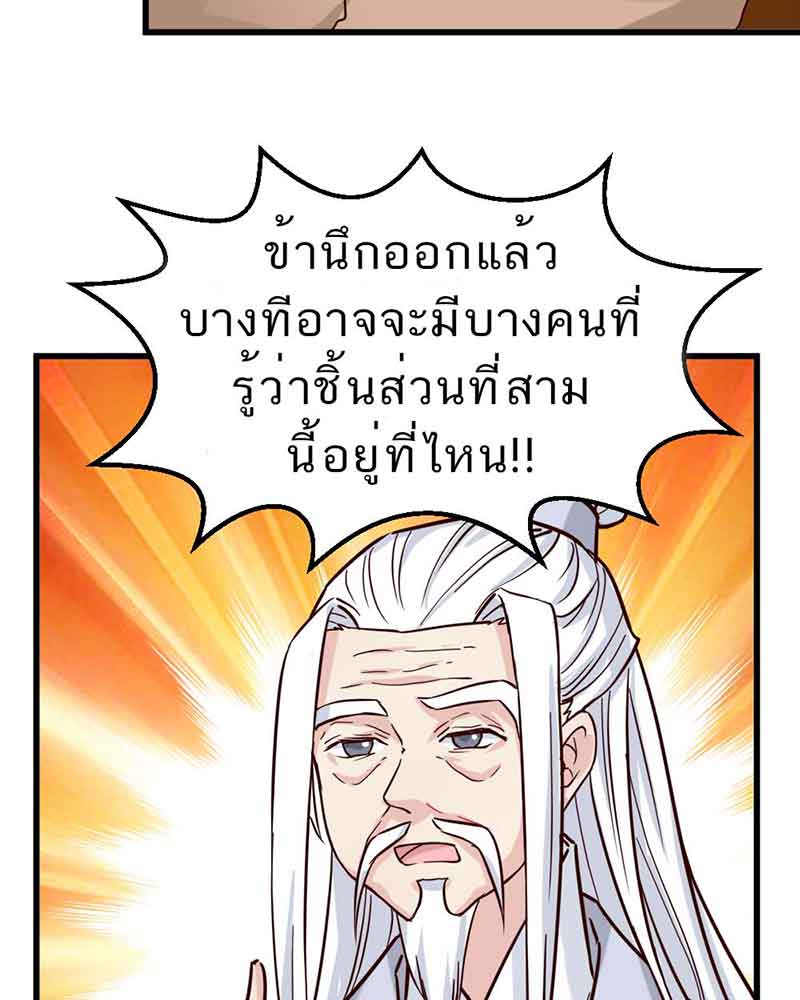 ข้านึกออกแล้ว
บางทีอาจจะมีบางคนที่
รู้ว่าชิ้นส่วนที่สาม
นี้อยู่ที่ไหน!!